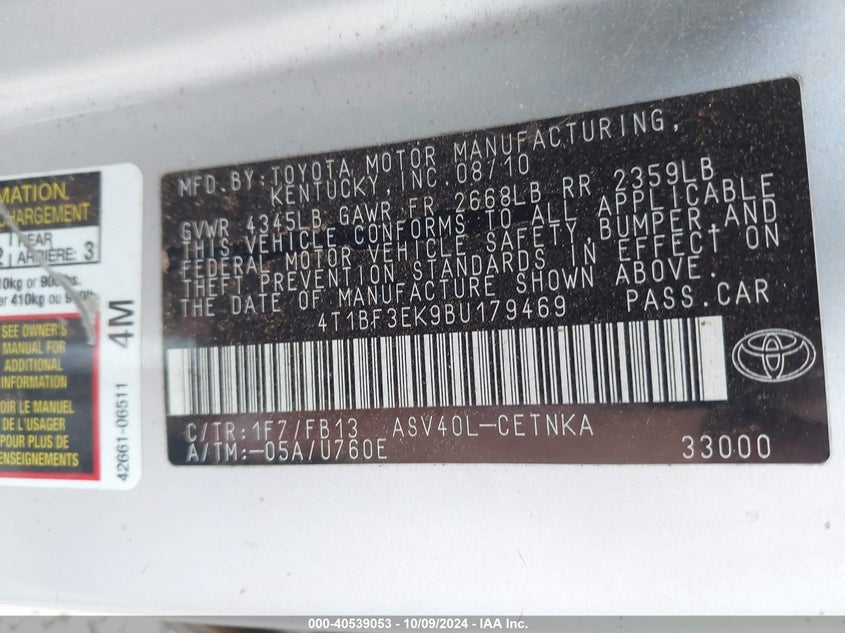 MATION
CHARGEMENT
2 | REAR ARRIÈRE: 3
SEE OWNER'S
MANUAL FOR
ADDITIONAL
INFORMATION
OIR LE MANUEL
DE L'USAGER
POUR PLUS DE
ENSEIGNEMENTS
4M
42661-06511
MFD. BY: TOYOTA MOTOR MANUFACTURING,
KENTUCKY, INC. 08/10
GVWR 4345LB GAWR FR 2668LB RR 2359LB
THIS VEHICLE CONFORMS TO ALL APPLICABLE
FEDERAL MOTOR VEHICLE SAFETY, BUMPER, AND
THEFT PREVENTION STANDARDS IN EFFECT ON
THE DATE OF MANUFACTURE SHOWN ABOVE.
4T1BF3EK9BU179469 PASS.CAR
C/TR:1F7/FB13 ASV40L-CETNKA
A/TM:-05A/U760E 33000
000-40539053 - 10/09/2024 - IAA Inc.